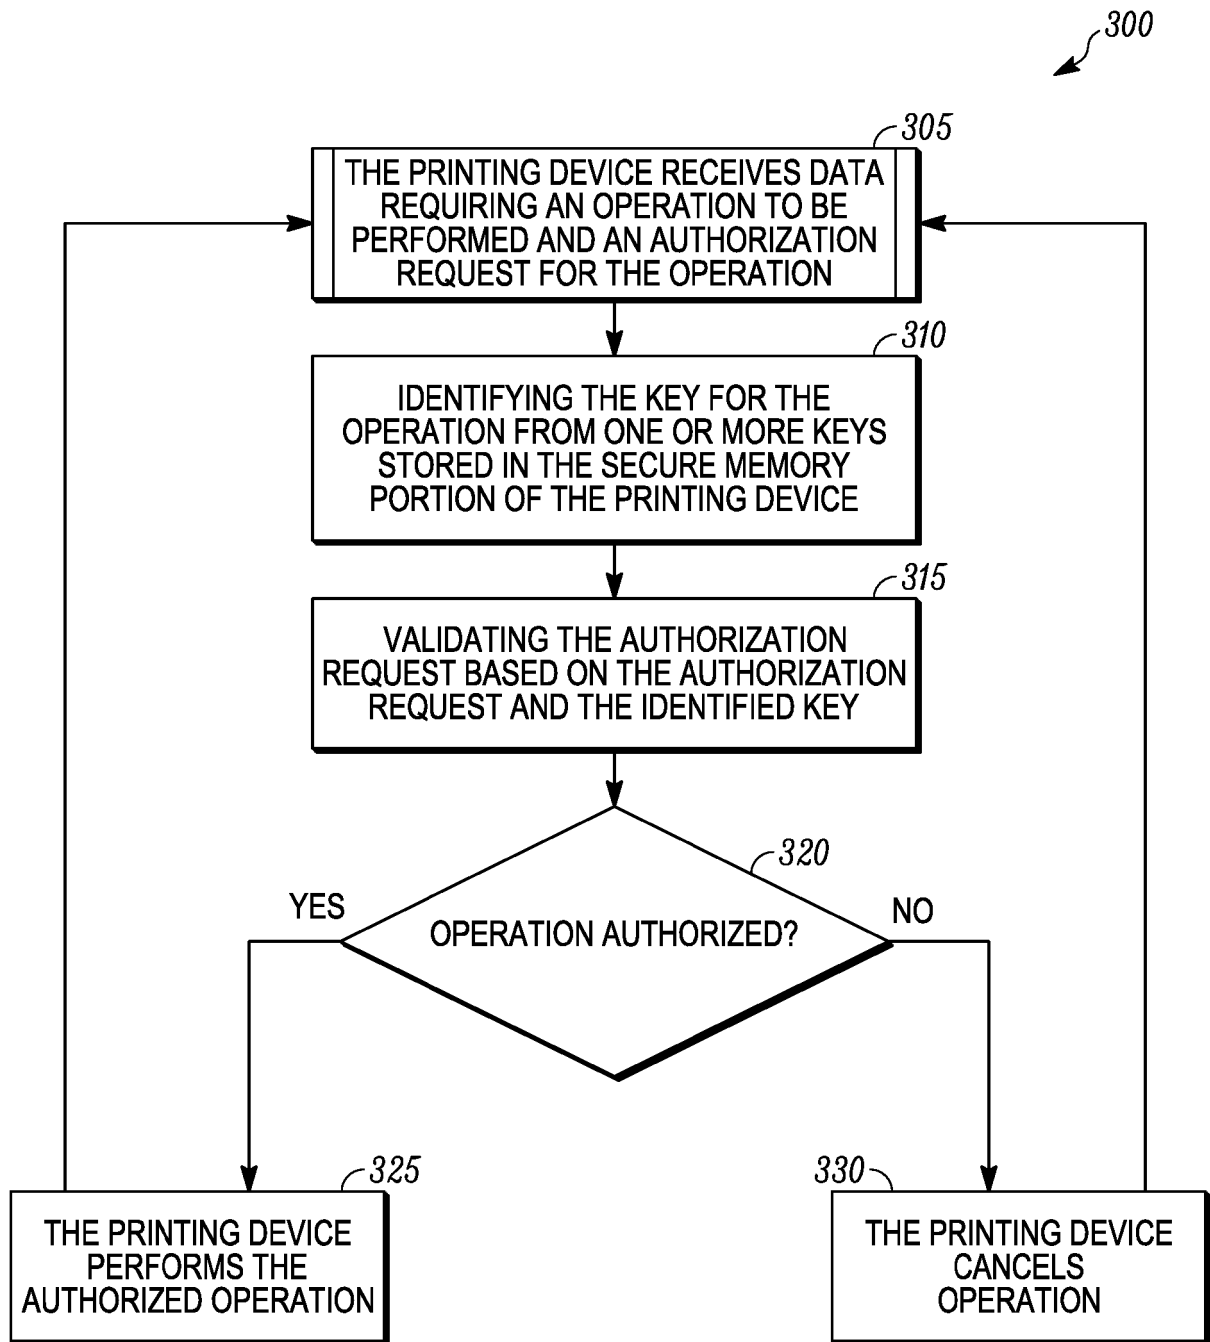 300
305
THE PRINTING DEVICE RECEIVES DATA
REQUIRING AN OPERATION TO BE
PERFORMED AND AN AUTHORIZATION
REQUEST FOR THE OPERATION
310
IDENTIFYING THE KEY FOR THE
OPERATION FROM ONE OR MORE KEYS
STORED IN THE SECURE MEMORY
PORTION OF THE PRINTING DEVICE
315
VALIDATING THE AUTHORIZATION
REQUEST BASED ON THE AUTHORIZATION
REQUEST AND THE IDENTIFIED KEY
320
YES
OPERATION AUTHORIZED?
NO
325
THE PRINTING DEVICE
PERFORMS THE
AUTHORIZED OPERATION
330
THE PRINTING DEVICE
CANCELS
OPERATION